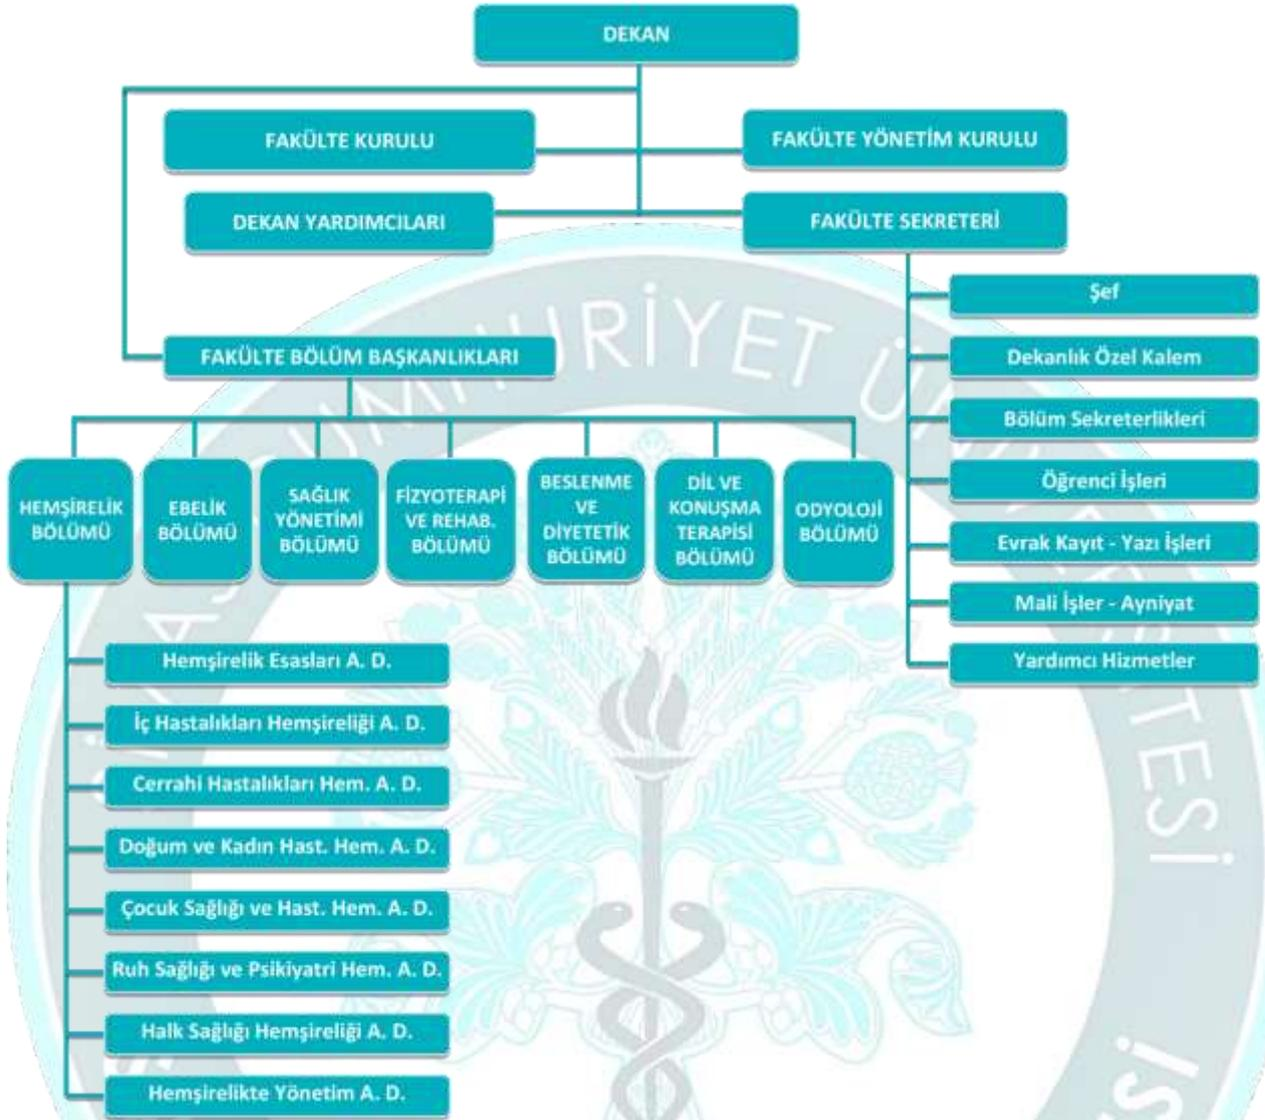 DEKAN
FAKÜLTE KURULU
FAKÜLTE YÖNETİM KURULU
DEKAN YARDIMCILARI
FAKÜLTE SEKRETERİ
Şef
Dekanlık Özel Kalem
Bölüm Sekreterlikleri
Öğrenci İşleri
Evrak Kayıt - Yazı İşleri
Mali İşler - Ayniyat
Yardımcı Hizmetler
FAKÜLTE BÖLÜM BAŞKANLIKLARI
HEMŞİRELİK
BÖLÜMÜ
EBELİK
BÖLÜMÜ
SAĞLIK
YÖNETİMİ
BÖLÜMÜ
FİZYOTERAPİ
VE REHAB.
BÖLÜMÜ
BESLENME
VE
DİYETETİK
BÖLÜMÜ
DİL VE
KONUŞMA
TERAPİSİ
BÖLÜMÜ
ODYOLOJİ
BÖLÜMÜ
Hemşirelik Esasları A. D.
İç Hastalıkları Hemşireliği A. D.
Cerrahi Hastalıkları Hem. A. D.
Doğum ve Kadın Hast. Hem. A. D.
Çocuk Sağlığı ve Hast. Hem. A. D.
Ruh Sağlığı ve Psikiyatri Hem. A. D.
Halk Sağlığı Hemşireliği A. D.
Hemşirelikte Yönetim A. D.